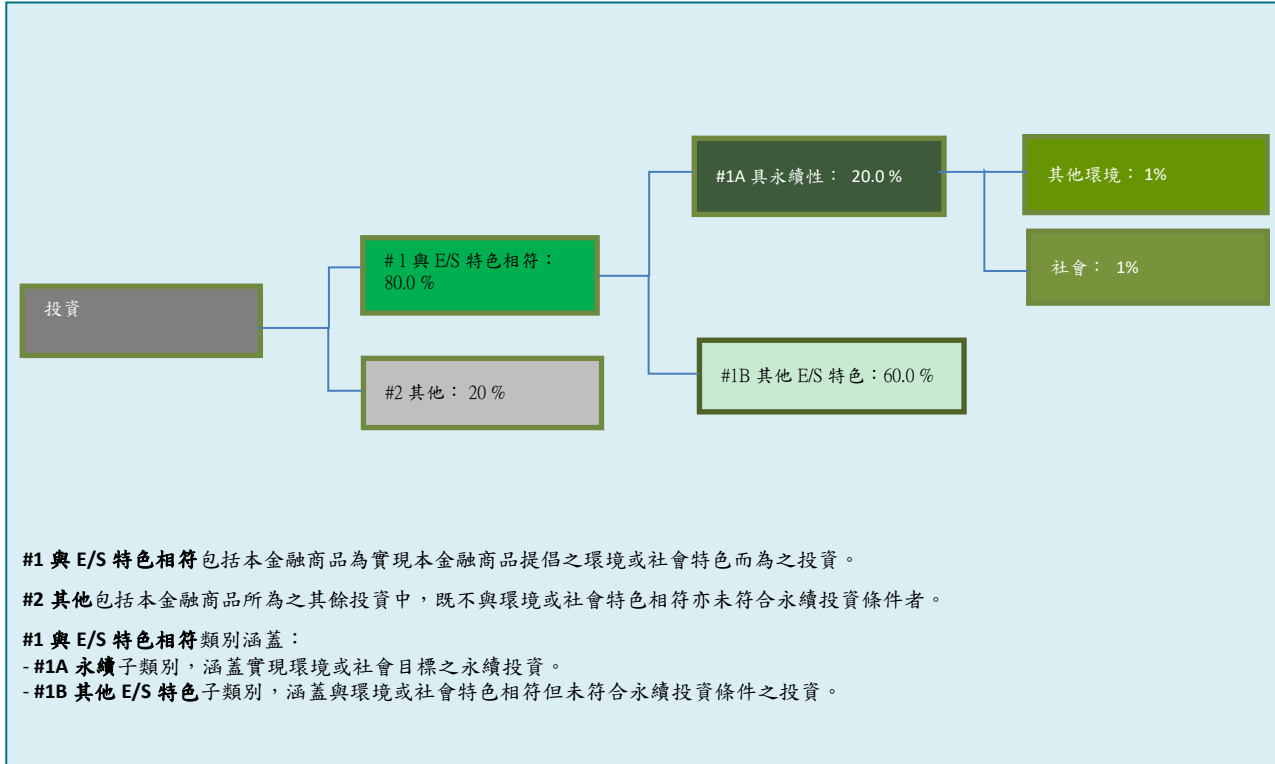 投資
# 1 與 E/S 特色相符：
80.0 %
#2 其他： 20 %
#1A 具永續性： 20.0 %
#1B 其他 E/S 特色：60.0 %
其他環境： 1%
社會： 1%
#1 與 E/S 特色相符包括本金融商品為實現本金融商品提倡之環境或社會特色而為之投資。
#2 其他包括本金融商品所為之其餘投資中，既不與環境或社會特色相符亦未符合永續投資條件者。
#1 與 E/S 特色相符類別涵蓋：
- #1A 永續子類別，涵蓋實現環境或社會目標之永續投資。
- #1B 其他 E/S 特色子類別，涵蓋與環境或社會特色相符但未符合永續投資條件之投資。